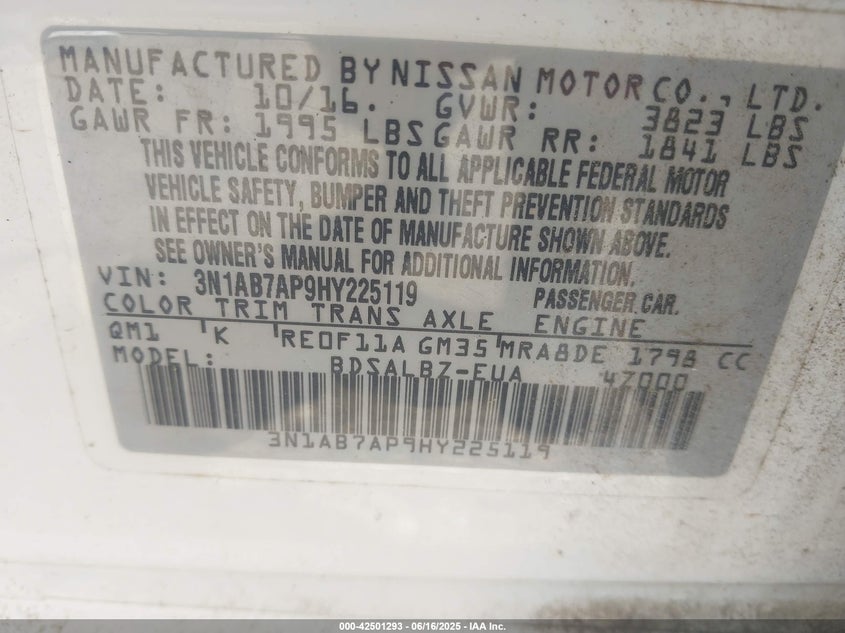 MANUFACTURED BY NISSAN MOTOR CO., LTD.
DATE: 10/16. GVWR: 3823 LBS
GAWR FR: 1995 LBS GAWR RR: 1841 LBS
THIS VEHICLE CONFORMS TO ALL APPLICABLE FEDERAL MOTOR
VEHICLE SAFETY, BUMPER AND THEFT PREVENTION STANDARDS
IN EFFECT ON THE DATE OF MANUFACTURE SHOWN ABOVE.
SEE OWNER'S MANUAL FOR ADDITIONAL INFORMATION.
VIN: 3N1AB7AP9HY225119 PASSENGER CAR.
COLOR TRIM TRANS AXLE ENGINE
QM1 K RE0F11A GM35 MRA8DE 1798 CC
MODEL: BDSALBZ-EUA 4Z000
3N1AB7AP9HY225119
000-42501293 - 06/16/2025 - IAA Inc.